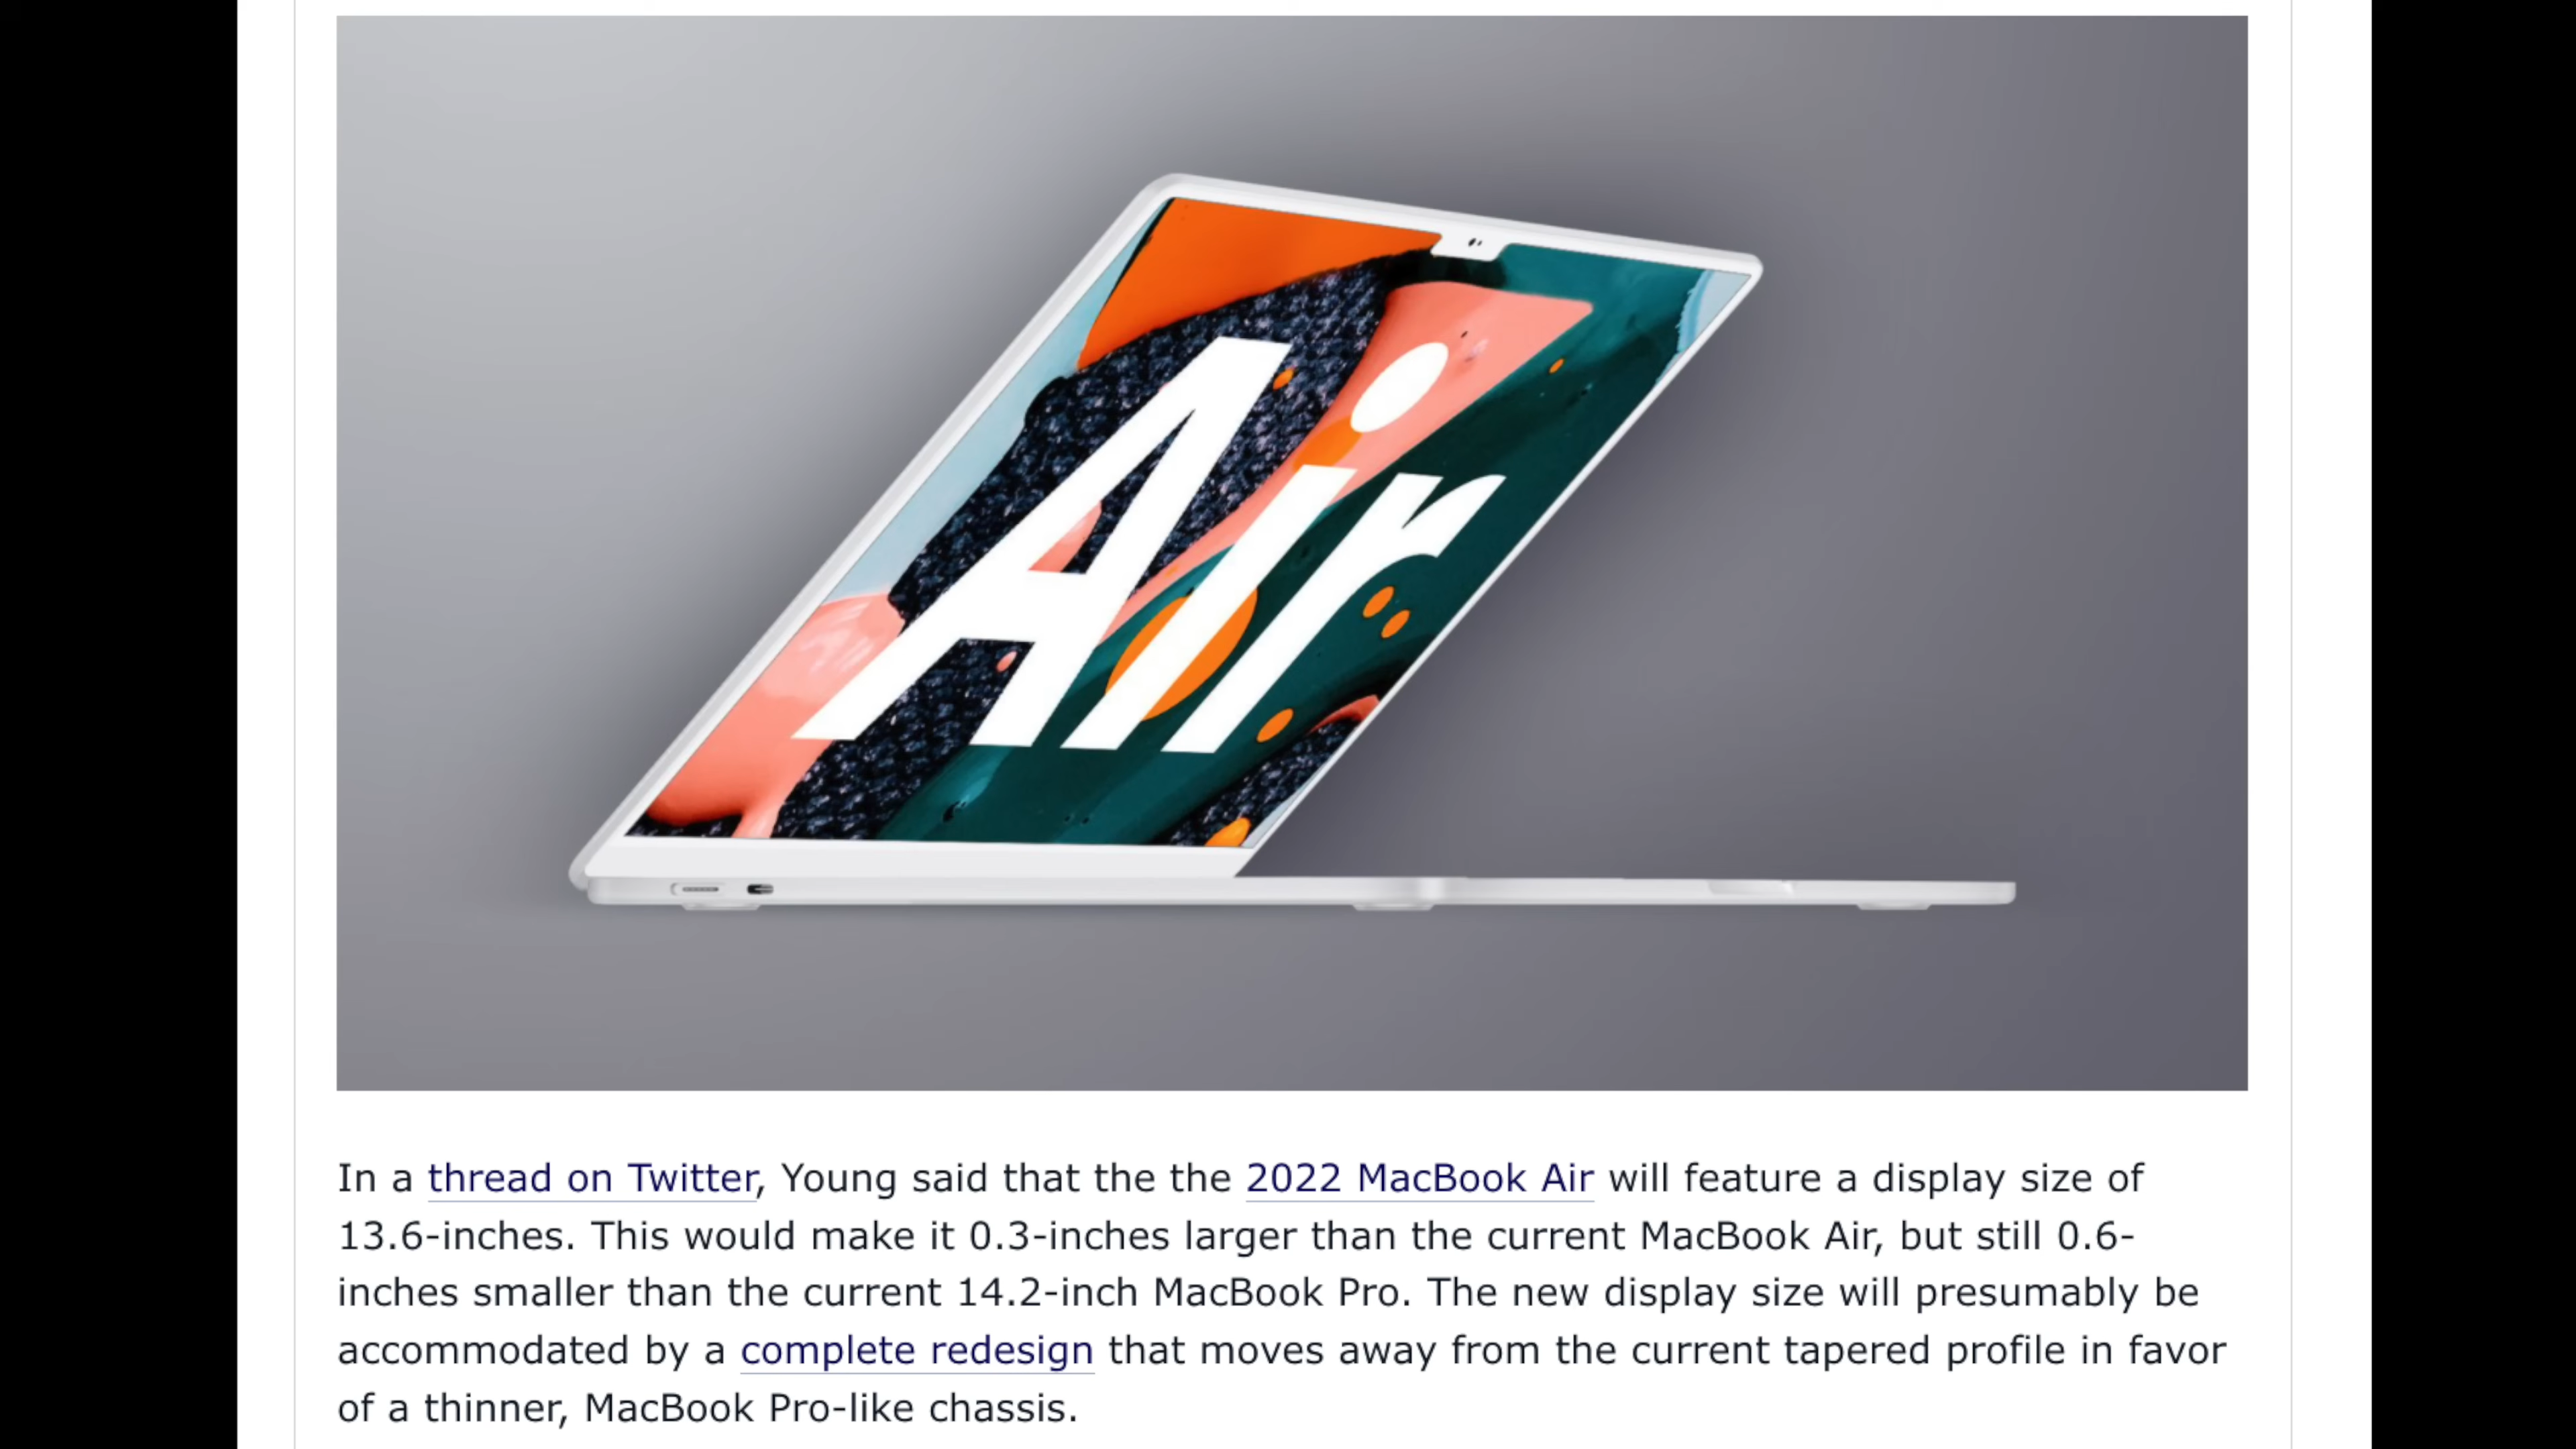 Air
In a thread on Twitter, Young said that the the 2022 MacBook Air will feature a display size of
13.6-inches. This would make it 0.3-inches larger than the current MacBook Air, but still 0.6-
inches smaller than the current 14.2-inch MacBook Pro. The new display size will presumably be
accommodated by a complete redesign that moves away from the current tapered profile in favor
of a thinner, MacBook Pro-like chassis.